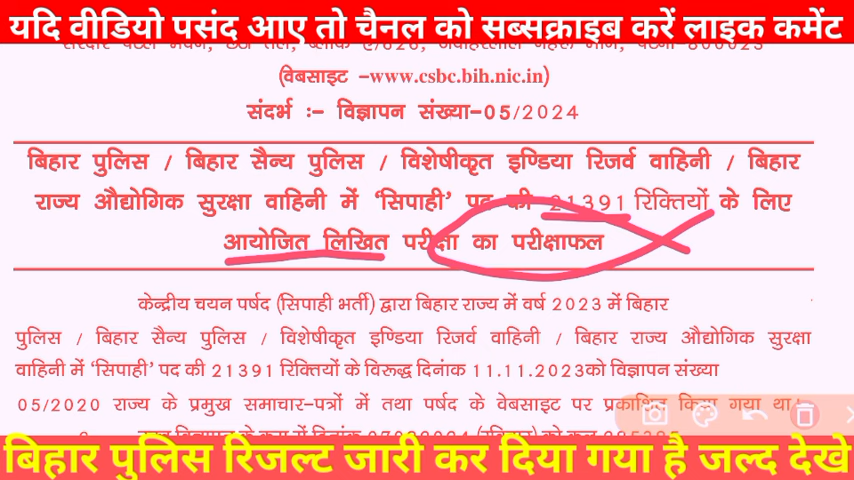 यदि वीडियो पसंद आए तो चैनल को सब्सक्राइब करें लाइक कमेंट
(वेबसाइट -www.csbc.bih.nic.in)
संदर्भ :- विज्ञापन संख्या-05/2024
बिहार पुलिस / बिहार सैन्य पुलिस / विशेषीकृत इण्डिया रिजर्व वाहिनी / बिहार
राज्य औद्योगिक सुरक्षा वाहिनी में 'सिपाही' पद की 21391 रिक्तियों के लिए
आयोजित लिखित परीक्षा का परीक्षाफल
केन्द्रीय चयन पर्षद (सिपाही भर्ती) द्वारा बिहार राज्य में वर्ष 2023 में बिहार
पुलिस / बिहार सैन्य पुलिस / विशेषीकृत इण्डिया रिजर्व वाहिनी / बिहार राज्य औद्योगिक सुरक्षा
वाहिनी में 'सिपाही' पद की 21391 रिक्तियों के विरूद्ध दिनांक 11.11.2023को विज्ञापन संख्या
05/2020 राज्य के प्रमुख समाचार-पत्रों में तथा पर्षद के वेबसाइट पर प्रकाशित किया गया था।
बिहार पुलिस रिजल्ट जारी कर दिया गया है जल्द देखे